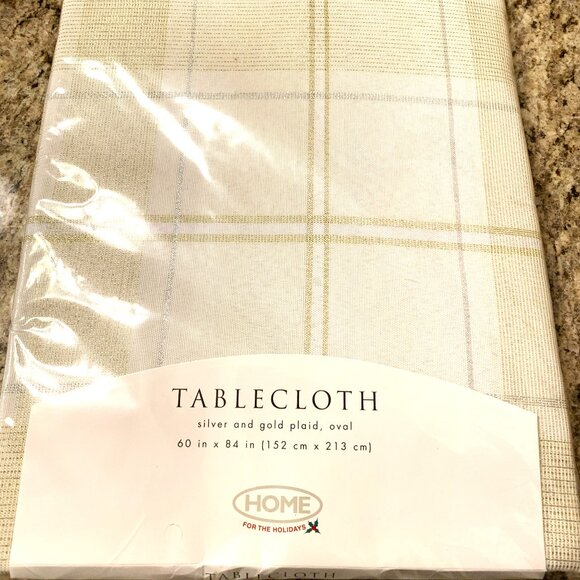 TABLECLOTH
silver and gold plaid, oval
60 in x 84 in (152 cm x 213 cm)
HOME
FOR THE HOLIDAYS
TABLECLOTH